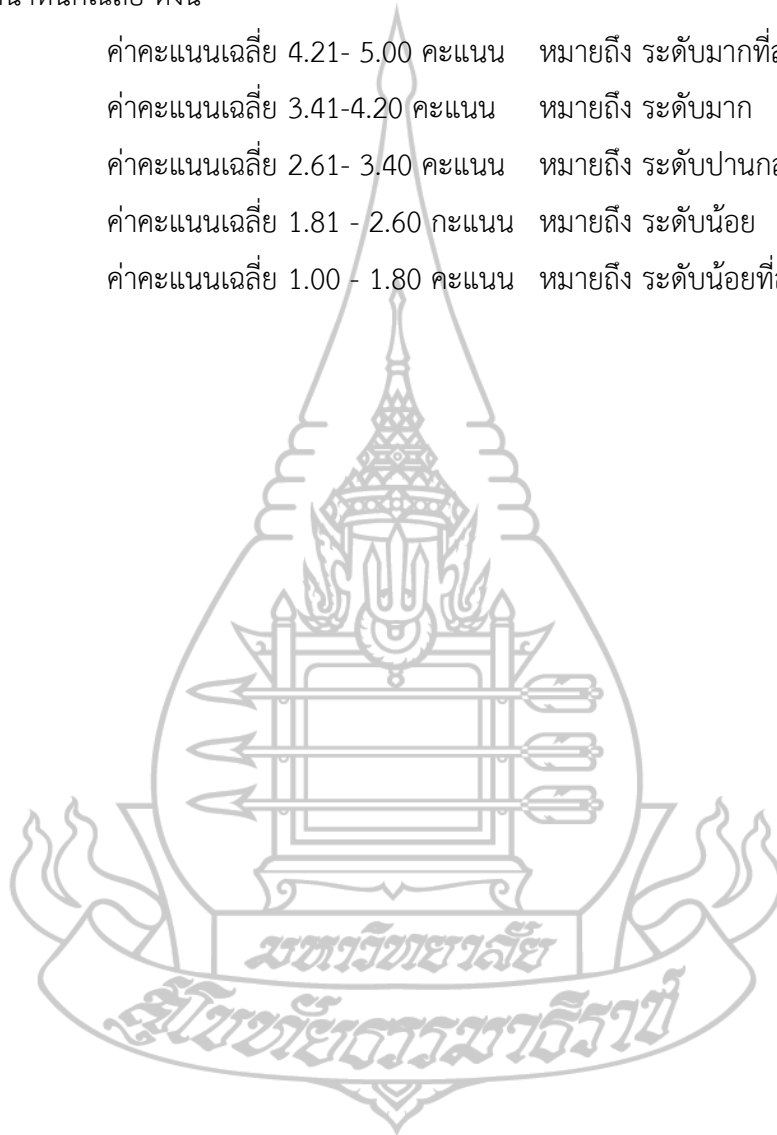 ค่าคะแนนเฉลี่ย 4.21- 5.00 คะแนน หมายถึง ระดับมากที่
ค่าคะแนนเฉลี่ย 3.41-4.20 คะแนน หมายถึง ระดับมาก
ค่าคะแนนเฉลี่ย 2.61- 3.40 คะแนน หมายถึง ระดับปานก
ค่าคะแนนเฉลี่ย 1.81 - 2.60 กะแนน หมายถึง ระดับน้อย
ค่าคะแนนเฉลี่ย 1.00 - 1.80 คะแนน หมายถึง ระดับน้อยที่
มหาวิทยาลัย
สุโขทัยธรรมาธิราช